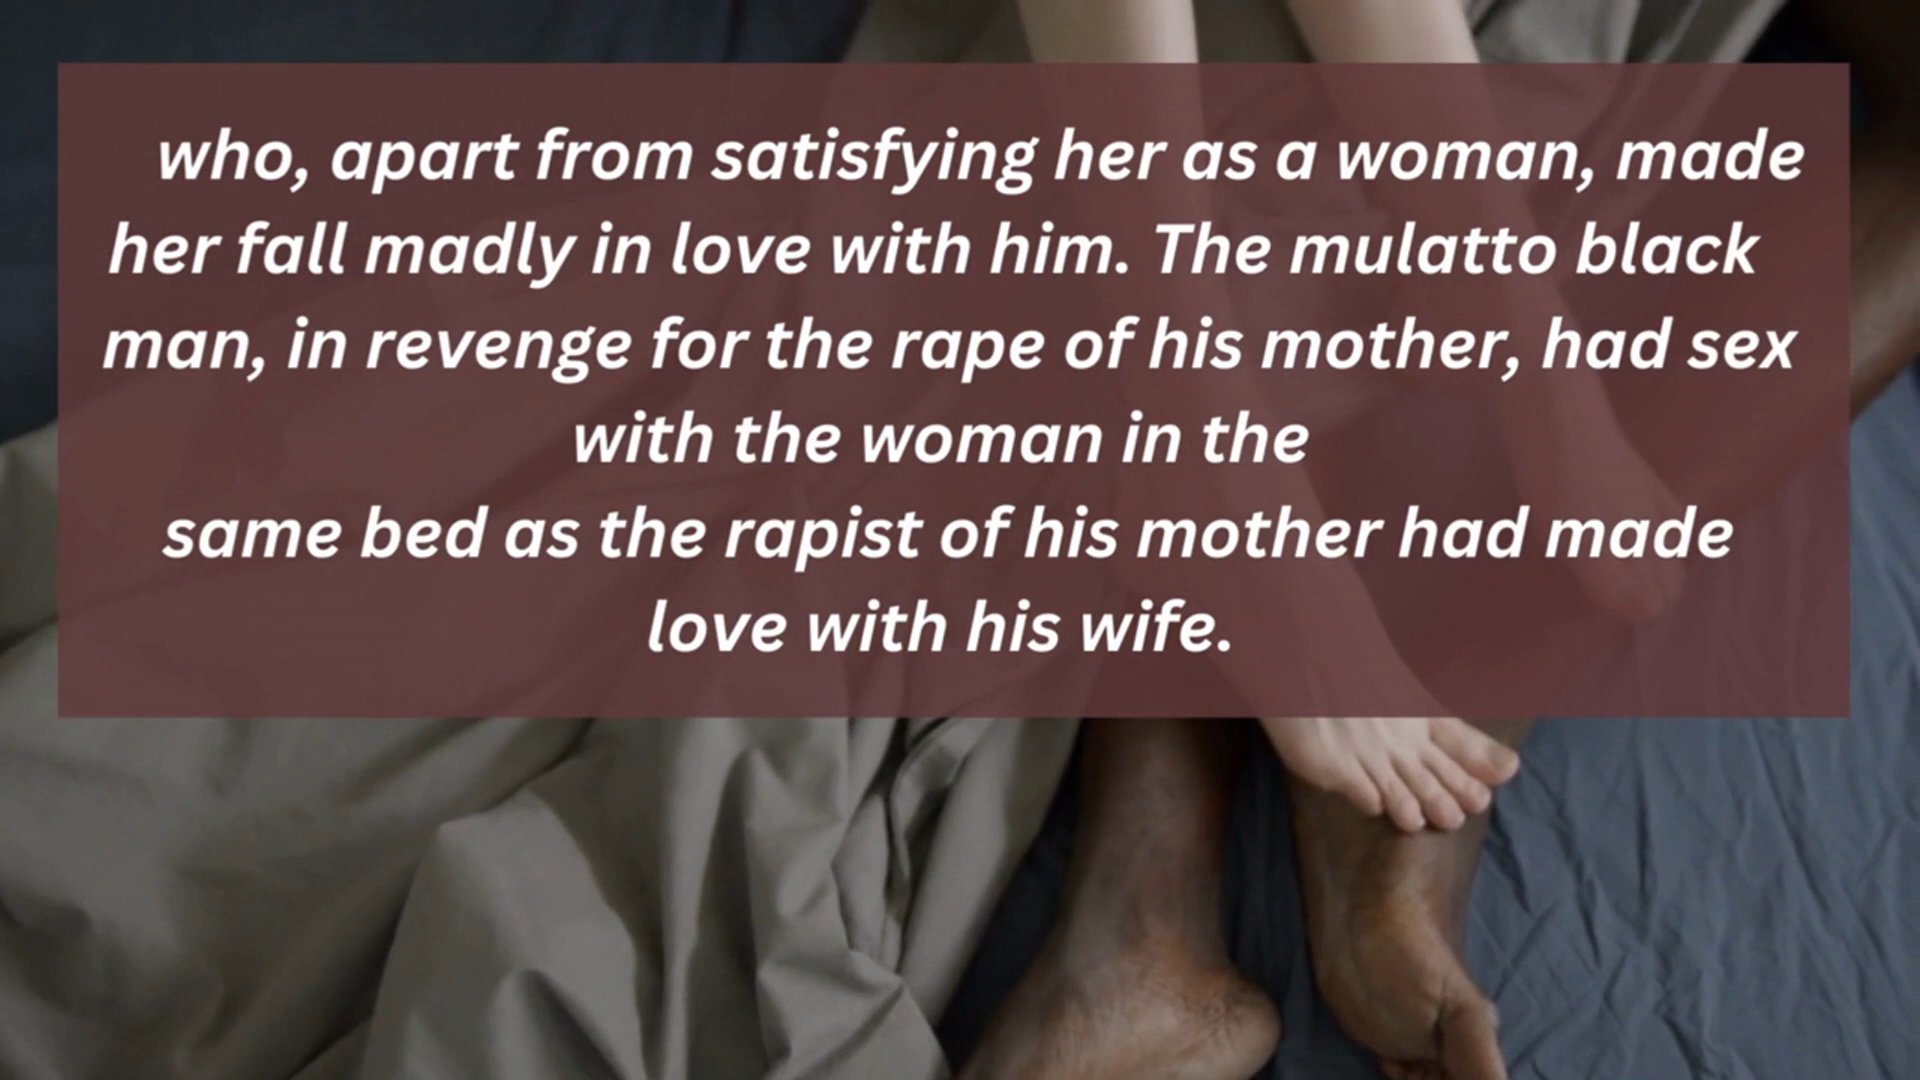 who, apart from satisfying her as a woman, made
her fall madly in love with him. The mulatto black
man, in revenge for the rape of his mother, had sex
with the woman in the
same bed as the rapist of his mother had made
love with his wife.